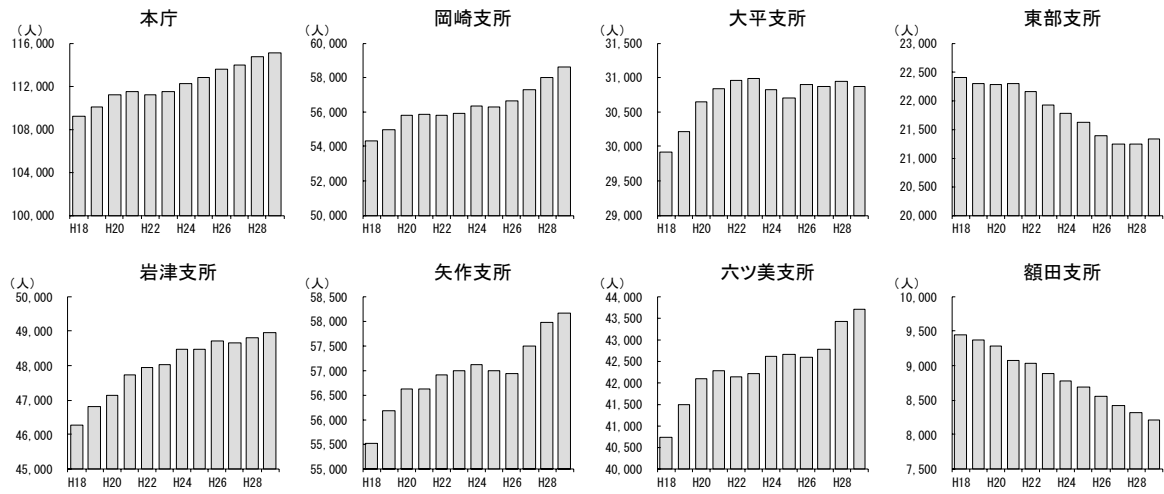 本庁
(人)
116,000
112,000
108,000
104,000
100,000
H18 H20 H22 H24 H26 H28
岡崎支所
(人)
60,000
58,000
56,000
54,000
52,000
50,000
H18 H20 H22 H24 H26 H28
大平支所
(人)
31,500
31,000
30,500
30,000
29,500
29,000
H18 H20 H22 H24 H26 H28
東部支所
(人)
23,000
22,500
22,000
21,500
21,000
20,500
20,000
H18 H20 H22 H24 H26 H28
岩津支所
(人)
50,000
49,000
48,000
47,000
46,000
45,000
H18 H20 H22 H24 H26 H28
矢作支所
(人)
58,500
58,000
57,500
57,000
56,500
56,000
55,500
55,000
H18 H20 H22 H24 H26 H28
六ツ美支所
(人)
44,000
43,500
43,000
42,500
42,000
41,500
41,000
40,500
40,000
H18 H20 H22 H24 H26 H28
額田支所
(人)
10,000
9,500
9,000
8,500
8,000
7,500
H18 H20 H22 H24 H26 H28